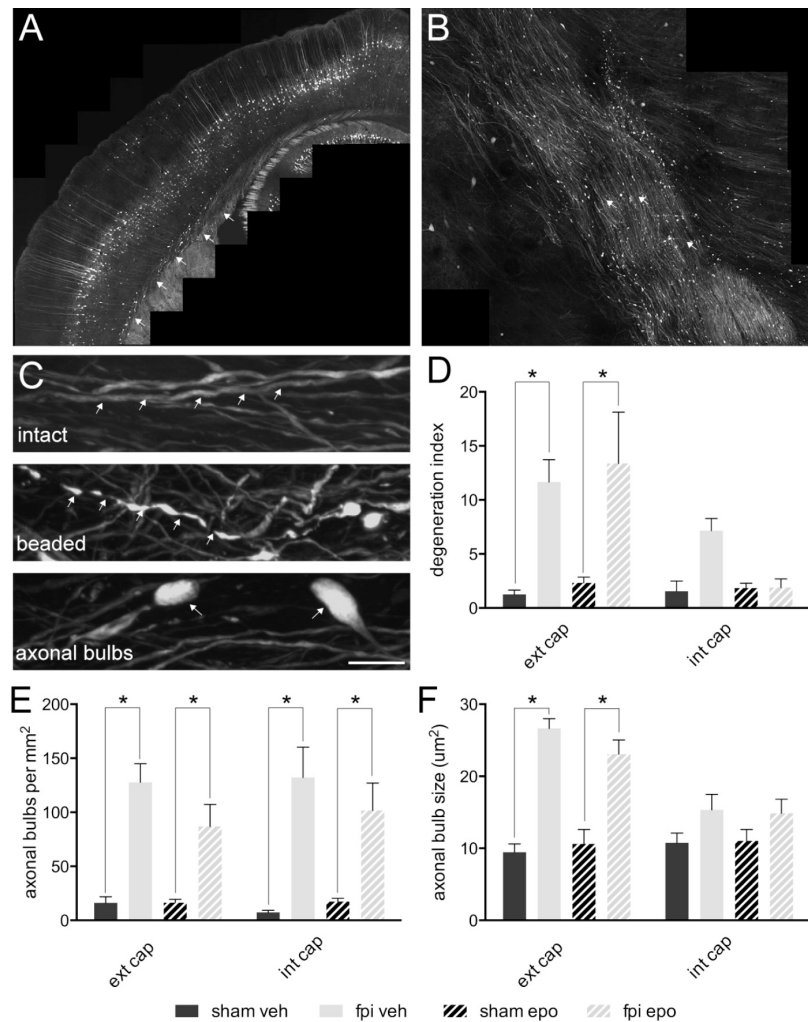 A
B
C
intact
beaded
axonal bulbs
D
* *
20
15
10
5
0
degeneration index
ext cap
int cap
E
* * * *
200
150
100
50
0
axonal bulbs per mm²
ext cap
int cap
F
* *
30
20
10
0
axonal bulb size (um²)
ext cap
int cap
sham veh fpi veh sham epo fpi epo